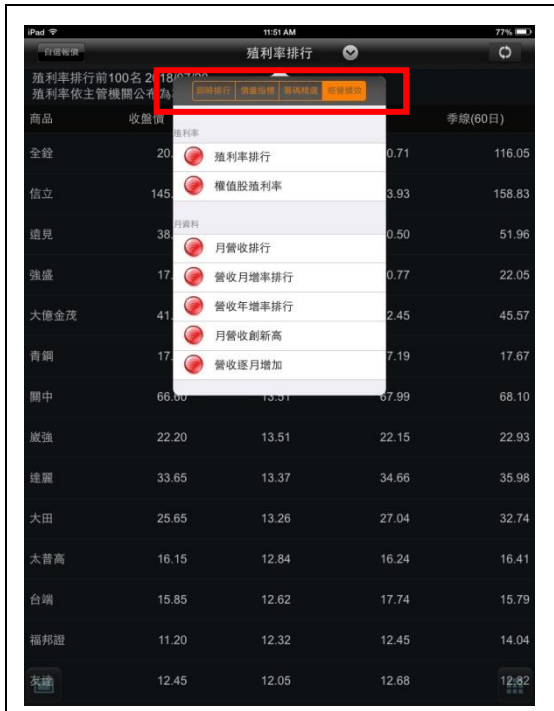 iPad 11:51 AM 77%
自選報價 殖利率排行
殖利率排行前100名 2018/07/20
殖利率依主管機關公布為
即時排行 價量指標 籌碼精選 經營績效
商品 收盤價 季線(60日)
殖利率
全銓 20. 0.71 116.05
殖利率排行
信立 145. 3.93 158.83
權值股殖利率
月資料
遠見 38. 0.50 51.96
月營收排行
強盛 17. 0.77 22.05
營收月增率排行
大億金茂 41. 2.45 45.57
營收年增率排行
月營收創新高
青鋼 17. 7.19 17.67
營收逐月增加
關中 66.60 13.51 67.99 68.10
崴強 22.20 13.51 22.15 22.93
達麗 33.65 13.37 34.66 35.98
大田 25.65 13.26 27.04 32.74
太普高 16.15 12.84 16.24 16.41
台端 15.85 12.62 17.74 15.79
福邦證 11.20 12.32 12.45 14.04
友達 12.45 12.05 12.68 12.82